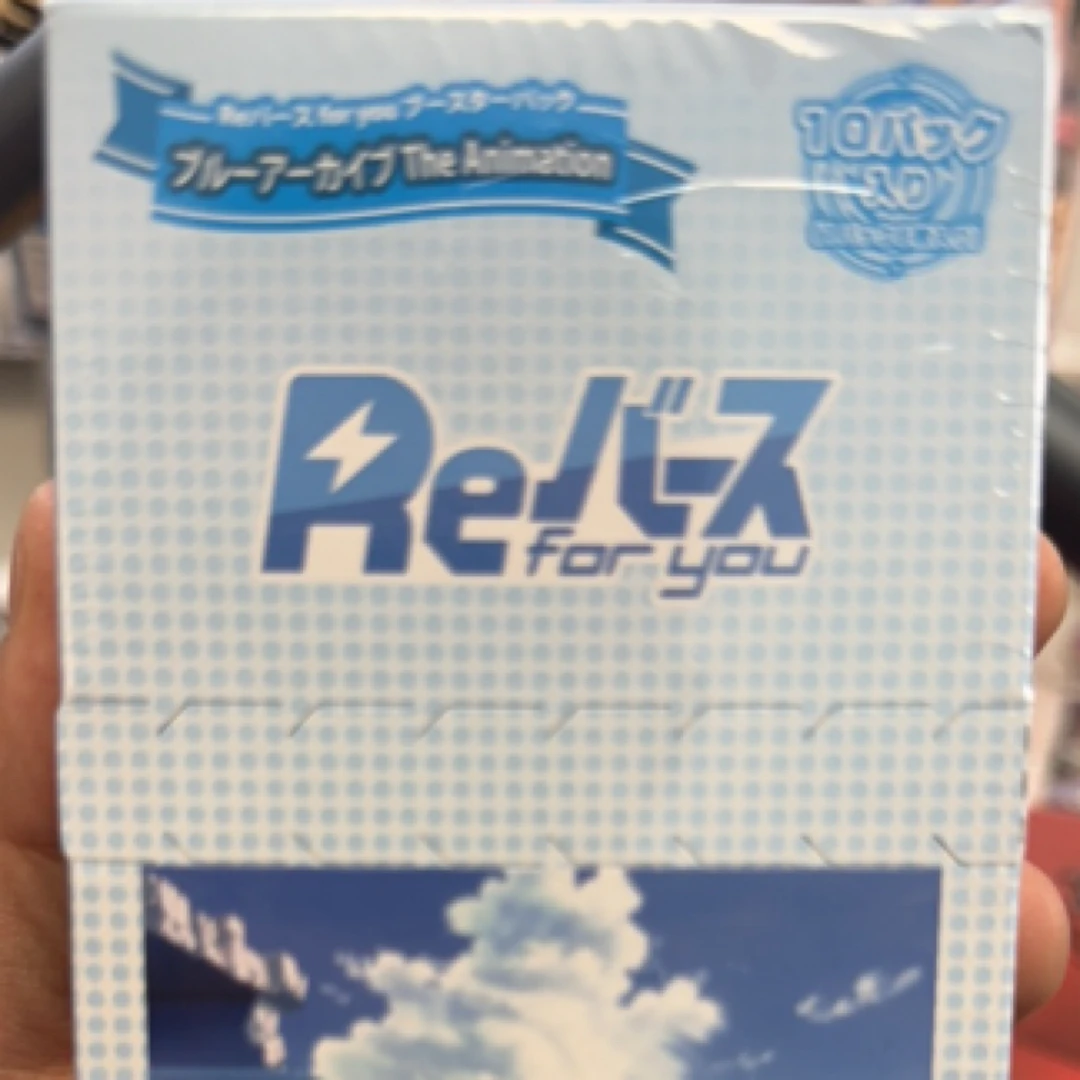 Reバース for you ブースターパック
ブルーアーカイブ The Animation
10パック
入り
Reバース
for you